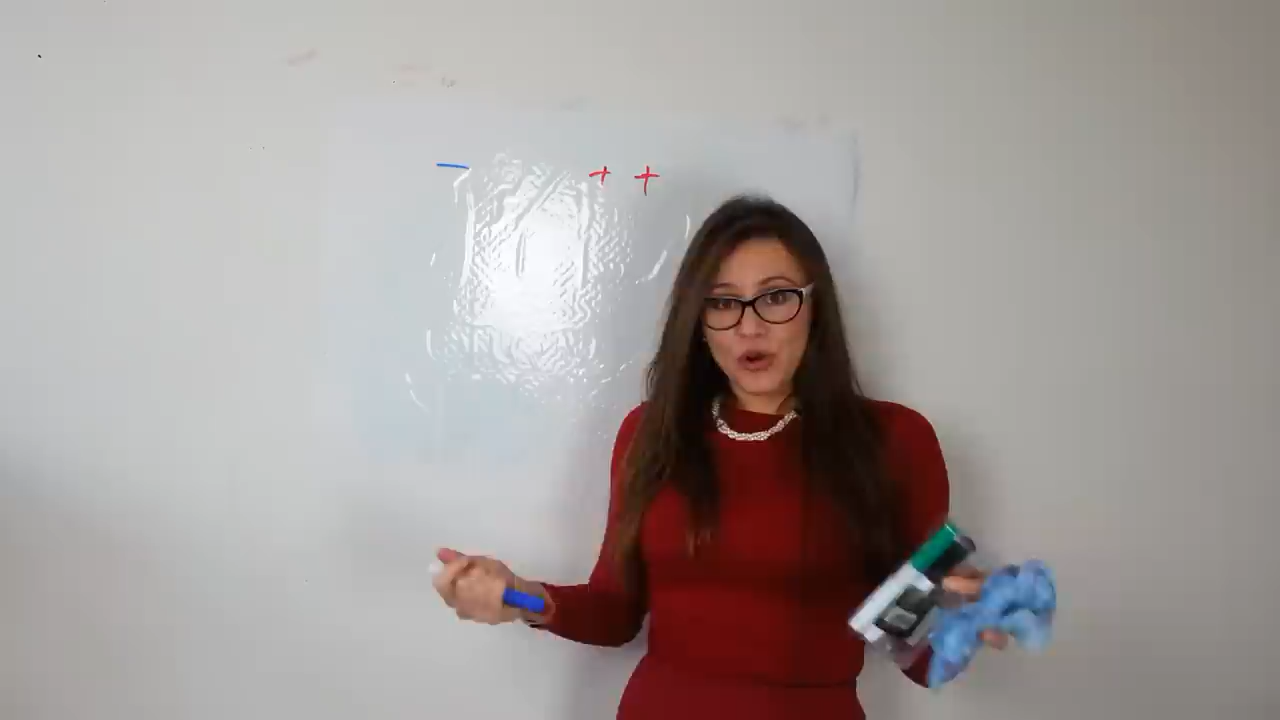 − + +